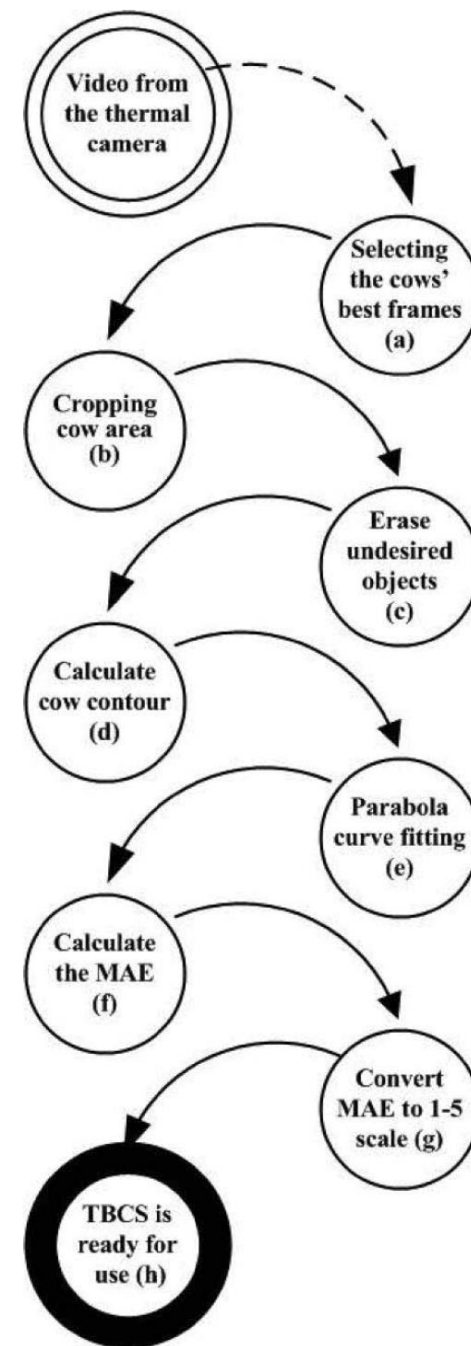 Video from
the thermal
camera
Selecting
the cows'
best frames
(a)
Cropping
cow area
(b)
Erase
undesired
objects
(c)
Calculate
cow contour
(d)
Parabola
curve fitting
(e)
Calculate
the MAE
(f)
Convert
MAE to 1-5
scale (g)
TBCS is
ready for
use (h)